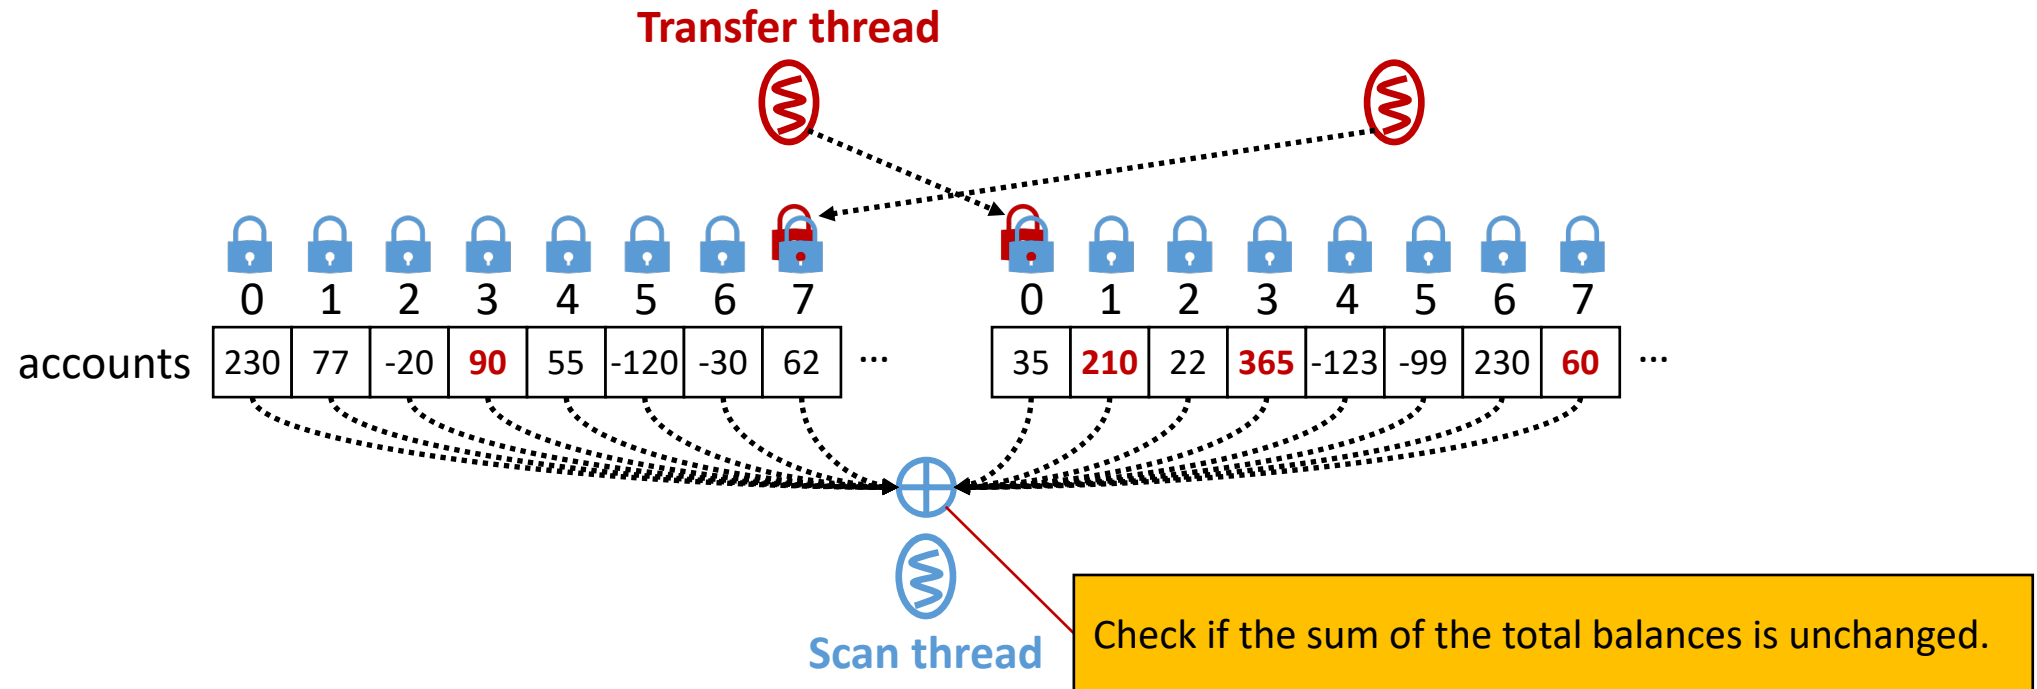 Transfer thread
0 1 2 3 4 5 6 7 0 1 2 3 4 5 6 7
accounts 230 77 -20 90 55 -120 -30 62 ... 35 210 22 365 -123 -99 230 60 ...
Check if the sum of the total balances is unchanged.
Scan thread